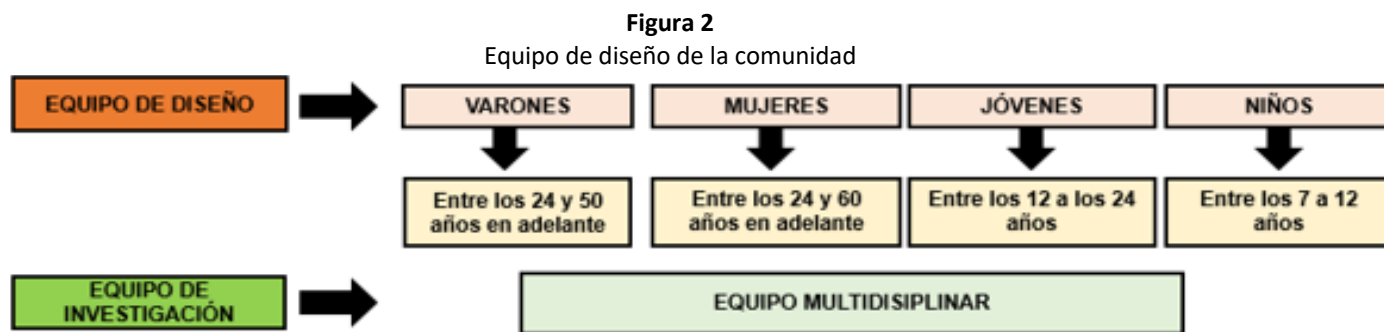 Figura 2
Equipo de diseño de la comunidad
EQUIPO DE DISEÑO
VARONES
MUJERES
JÓVENES
NIÑOS
Entre los 24 y 50
años en adelante
Entre los 24 y 60
años en adelante
Entre los 12 a los 24
años
Entre los 7 a 12
años
EQUIPO DE
INVESTIGACIÓN
EQUIPO MULTIDISIPLINAR